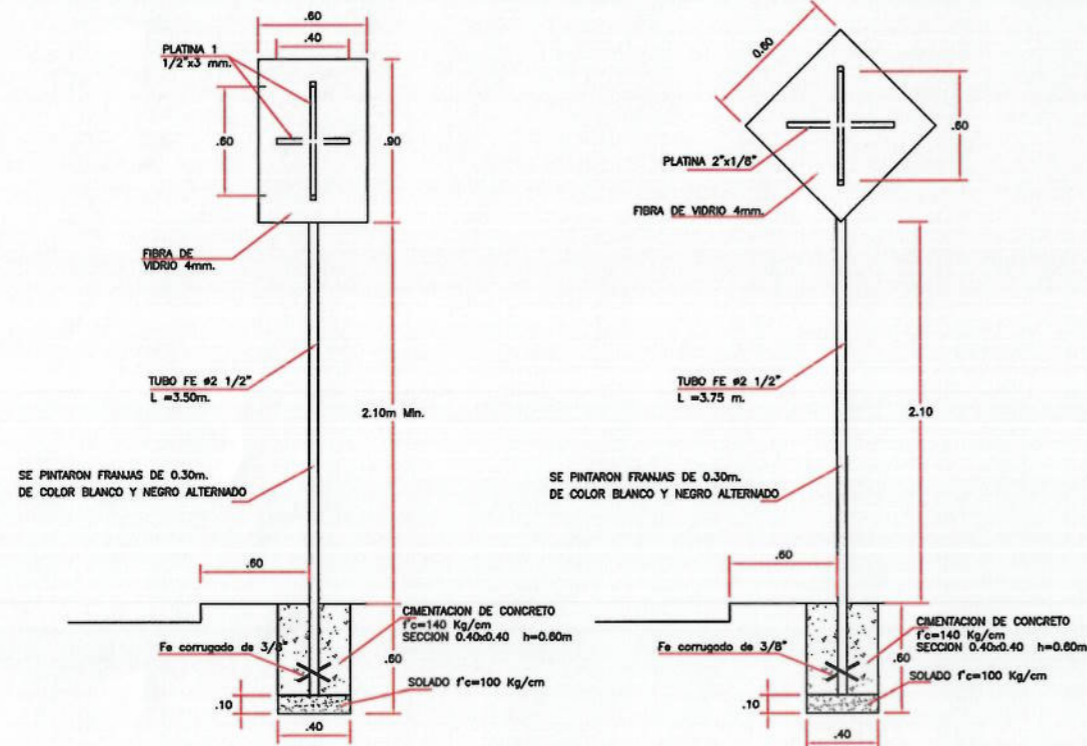 .60
.40
PLATINA 1
1/2"x3 mm.
.60
.90
FIBRA DE
VIDRIO 4mm.
TUBO FE ø2 1/2"
L =3.50m.
2.10m Min.
SE PINTARON FRANJAS DE 0.30m.
DE COLOR BLANCO Y NEGRO ALTERNADO
.60
CIMENTACION DE CONCRETO
f'c=140 Kg/cm
SECCION 0.40x0.40 h=0.60m
Fe corrugado de 3/8"
.60
SOLADO f'c=100 Kg/cm
.10
.40
0.60
.60
PLATINA 2"x1/8"
FIBRA DE VIDRIO 4mm.
TUBO FE ø2 1/2"
L =3.75 m.
2.10
SE PINTARON FRANJAS DE 0.30m.
DE COLOR BLANCO Y NEGRO ALTERNADO
.60
CIMENTACION DE CONCRETO
f'c=140 Kg/cm
SECCION 0.40x0.40 h=0.60m
Fe corrugado de 3/8"
.60
SOLADO f'c=100 Kg/cm
.10
.40